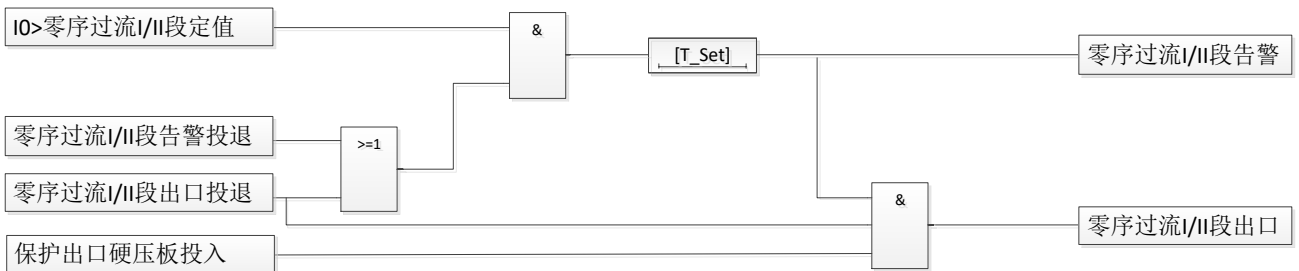 I0>零序过流I/II段定值
&
[T_Set]
零序过流I/II段告警
零序过流I/II段告警投退
>=1
零序过流I/II段出口投退
&
零序过流I/II段出口
保护出口硬压板投入